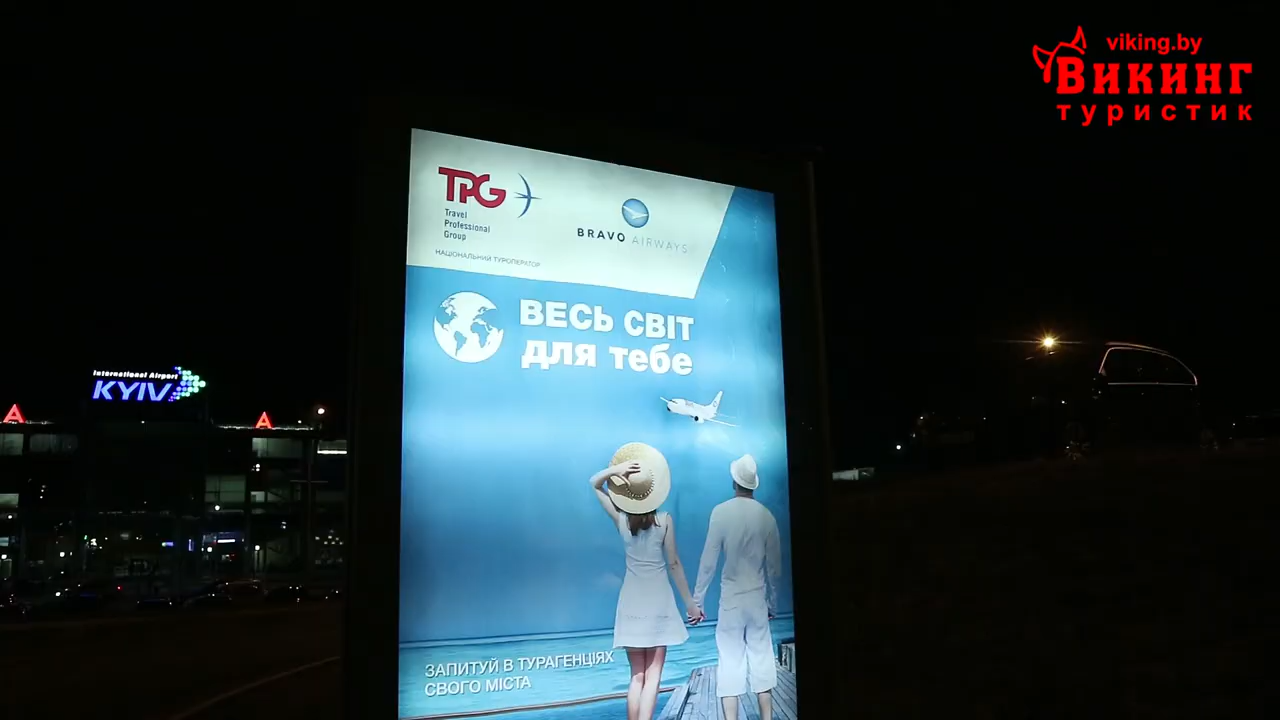 viking.by
Викинг
туристик
TPG
Travel
Professional
Group
НАЦІОНАЛЬНИЙ ТУРОПЕРАТОР
BRAVO AIRWAYS
ВЕСЬ СВІТ
для тебе
International Airport
KYIV
A
A
ЗАПИТУЙ В ТУРАГЕНЦІЯХ
СВОГО МІСТА